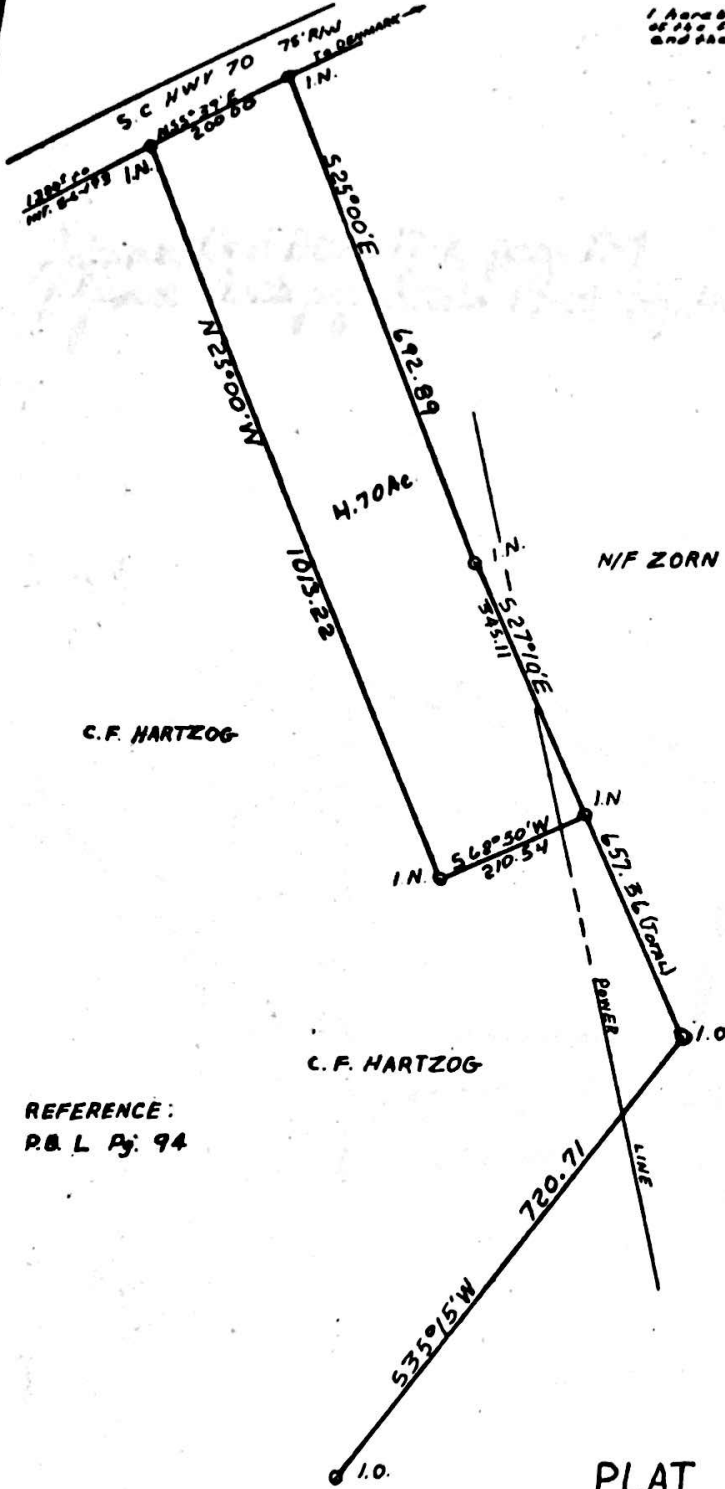 S.C HWY 70 75' R/W
TO DENMARK
N55°39'E
200.00
I.N.
I.N.
S25°00'E
692.89
N25°00'W
1013.22
4.70Ac
I.N.
N/F ZORN
S27°10'E
345.11
C.F. HARTZOG
I.N
S68°50'W
210.54
I.N.
657.36 (TOTAL)
POWER
LINE
I.O
C.F. HARTZOG
REFERENCE:
P.B. L Pg. 94
720.71
S35°15'W
I.O.
PLAT